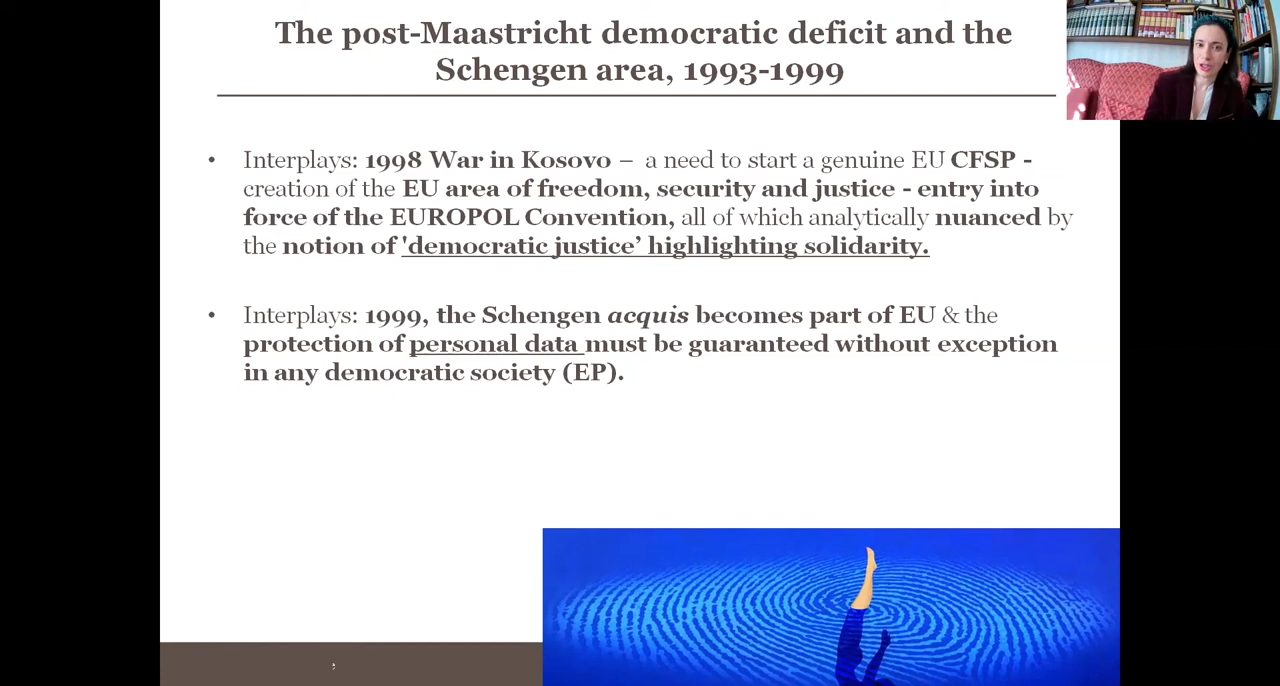 The post-Maastricht democratic deficit and the
Schengen area, 1993-1999
• Interplays: 1998 War in Kosovo – a need to start a genuine EU CFSP -
creation of the EU area of freedom, security and justice - entry into
force of the EUROPOL Convention, all of which analytically nuanced by
the notion of 'democratic justice’ highlighting solidarity.
• Interplays: 1999, the Schengen acquis becomes part of EU & the
protection of personal data must be guaranteed without exception
in any democratic society (EP).